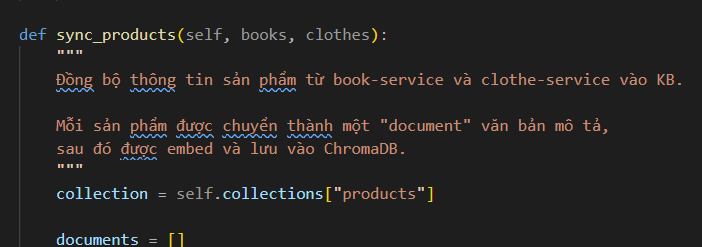 def sync_products(self, books, clothes):
"""
Đồng bộ thông tin sản phẩm từ book-service và clothe-service vào KB.
Mỗi sản phẩm được chuyển thành một "document" văn bản mô tả,
sau đó được embed và lưu vào ChromaDB.
"""
collection = self.collections["products"]
documents = []